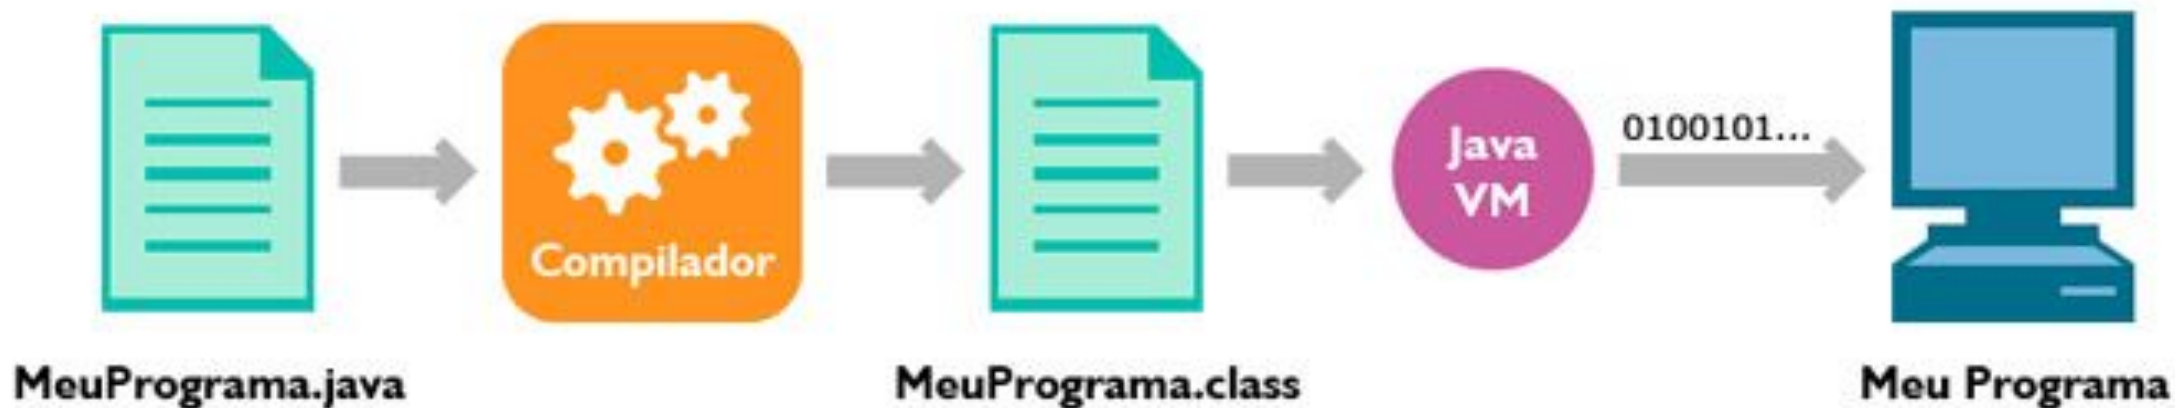 Compilador
Java
VM
0100101...
MeuPrograma.java
MeuPrograma.class
Meu Programa